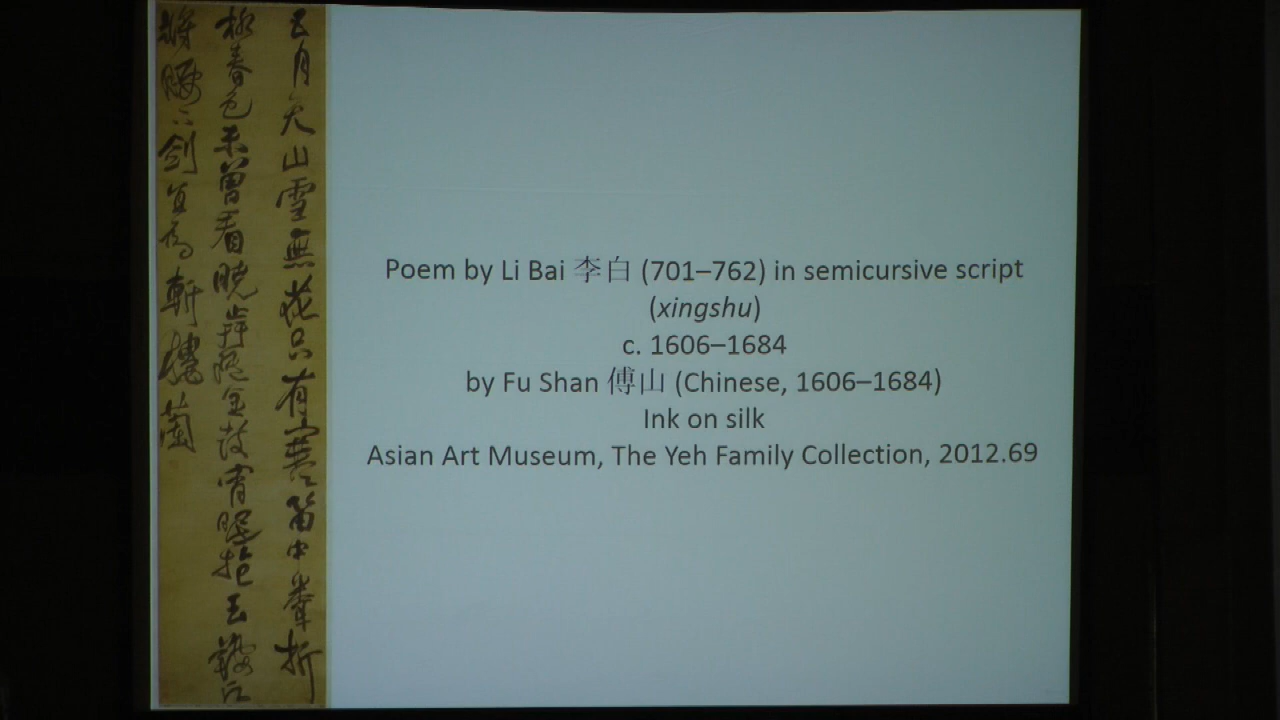 五月天山雪無花只有寒笛中折
柳春色未曾看曉戰隨金鼓宵眠抱玉鞍願
將腰下劍直為斬樓蘭
Poem by Li Bai 李白 (701–762) in semicursive script
(xingshu)
c. 1606–1684
by Fu Shan 傅山 (Chinese, 1606–1684)
Ink on silk
Asian Art Museum, The Yeh Family Collection, 2012.69